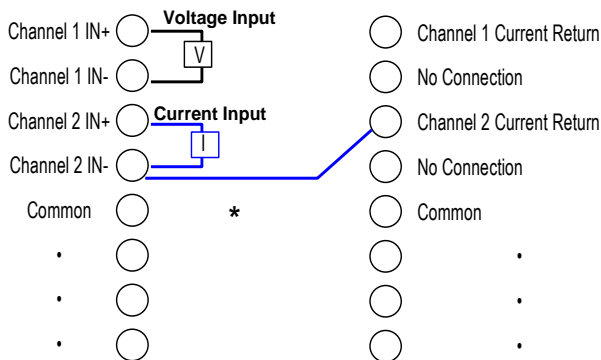 Voltage Input
Channel 1 IN+
V
Channel 1 Current Return
Channel 1 IN-
No Connection
Channel 2 IN+
Current Input
I
Channel 2 Current Return
Channel 2 IN-
No Connection
Common
*
Common